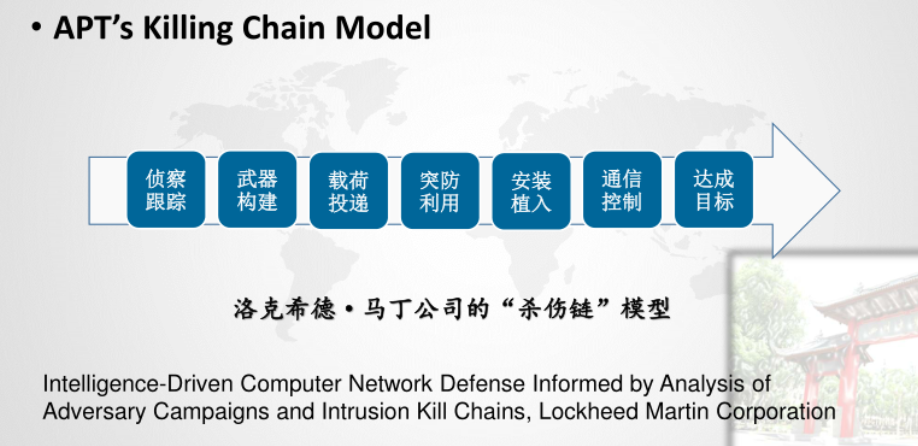 • APT’s Killing Chain Model
侦察
跟踪
武器
构建
载荷
投递
突防
利用
安装
植入
通信
控制
达成
目标
洛克希德·马丁公司的“杀伤链”模型
Intelligence-Driven Computer Network Defense Informed by Analysis of
Adversary Campaigns and Intrusion Kill Chains, Lockheed Martin Corporation